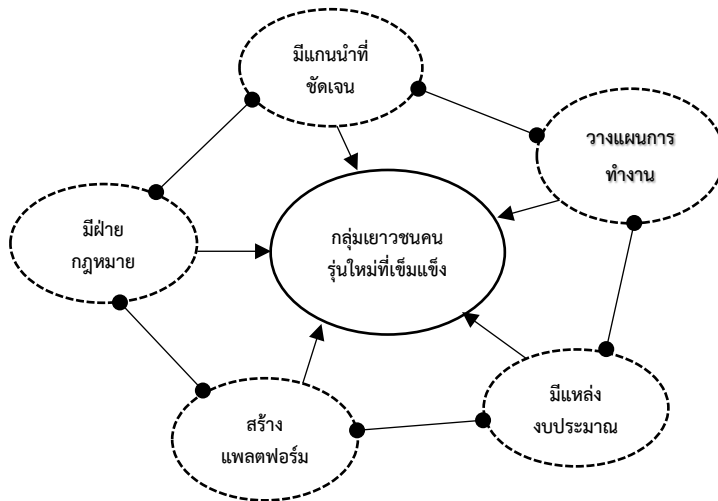 มีแกนนำที่
ชัดเจน
วางแผนการ
ทำงาน
มีฝ่าย
กฎหมาย
กลุ่มเยาวชนคน
รุ่นใหม่ที่เข็มแข็ง
มีแหล่ง
งบประมาณ
สร้าง
แพลตฟอร์ม